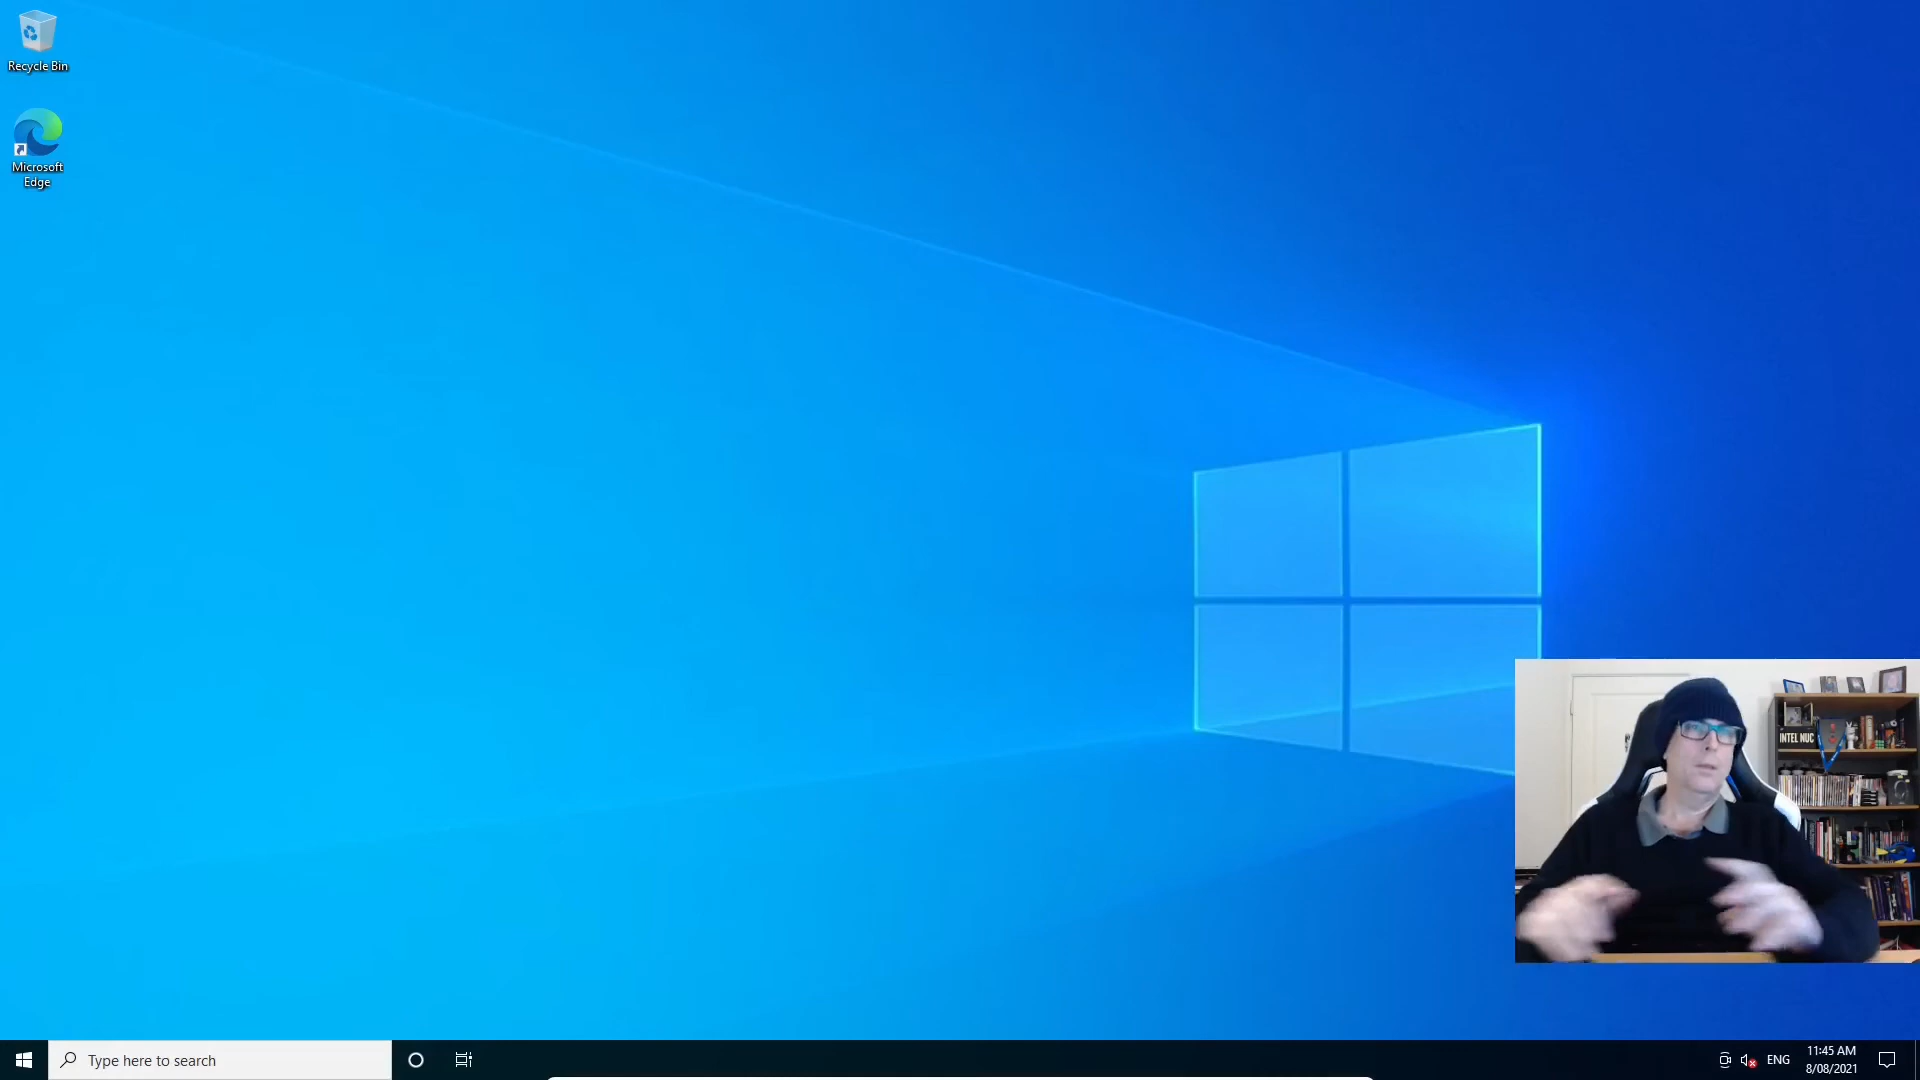 Recycle Bin
Microsoft
Edge
INTEL NUC
Type here to search
ENG
11:45 AM
8/08/2021